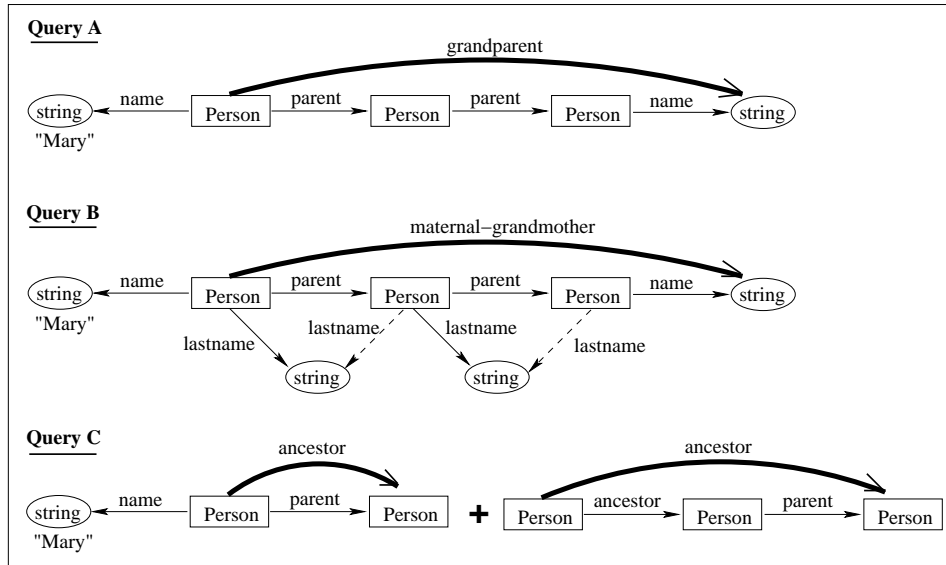 Query A
grandparent
name parent parent name
string Person Person Person string
"Mary"
Query B
maternal−grandmother
name parent parent name
string Person Person Person string
"Mary"
lastname lastname lastname lastname
string string
Query C
ancestor ancestor
name parent ancestor parent
string Person Person + Person Person Person
"Mary"